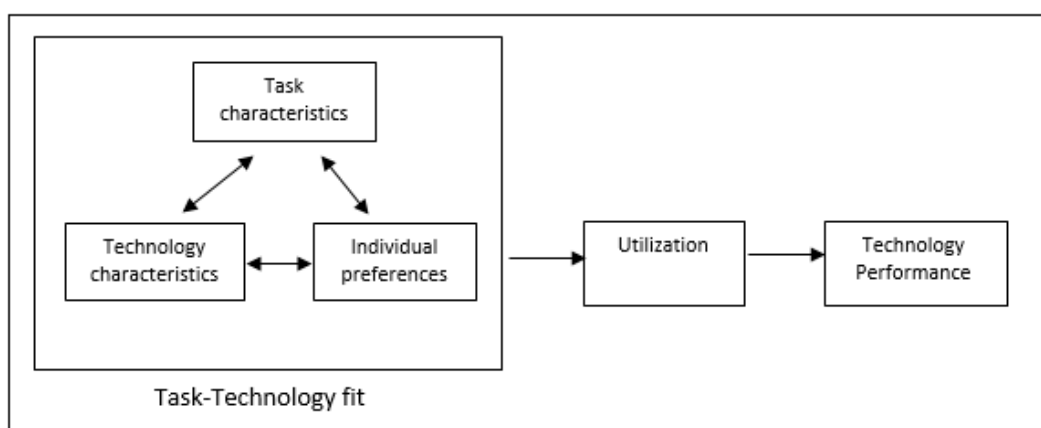 Task
characteristics
Technology
characteristics
Individual
preferences
Utilization
Technology
Performance
Task-Technology fit